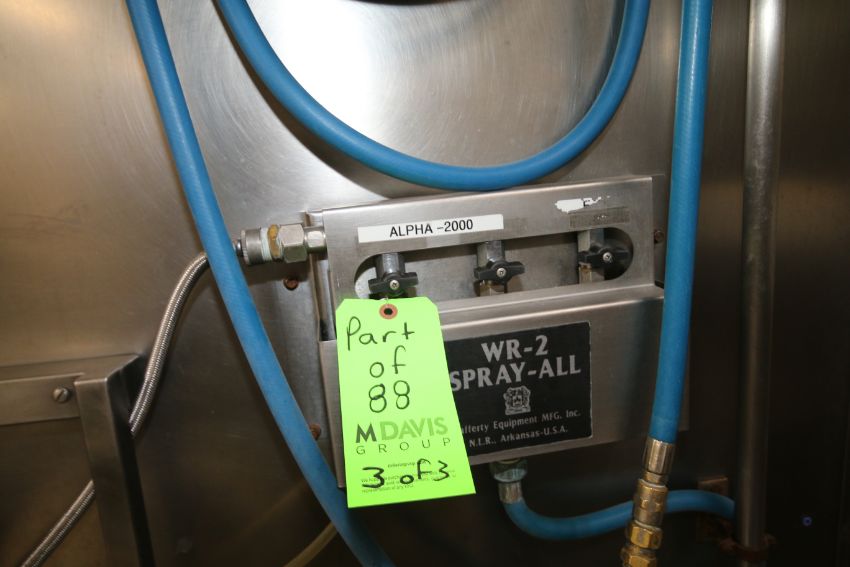 ALPHA-2000
WR-2
SPRAY-ALL
afferty Equipment MFG. Inc.
N.L.R., Arkansas-U.S.A.
Part
of
88
MDAVIS
GROUP
3 of 3